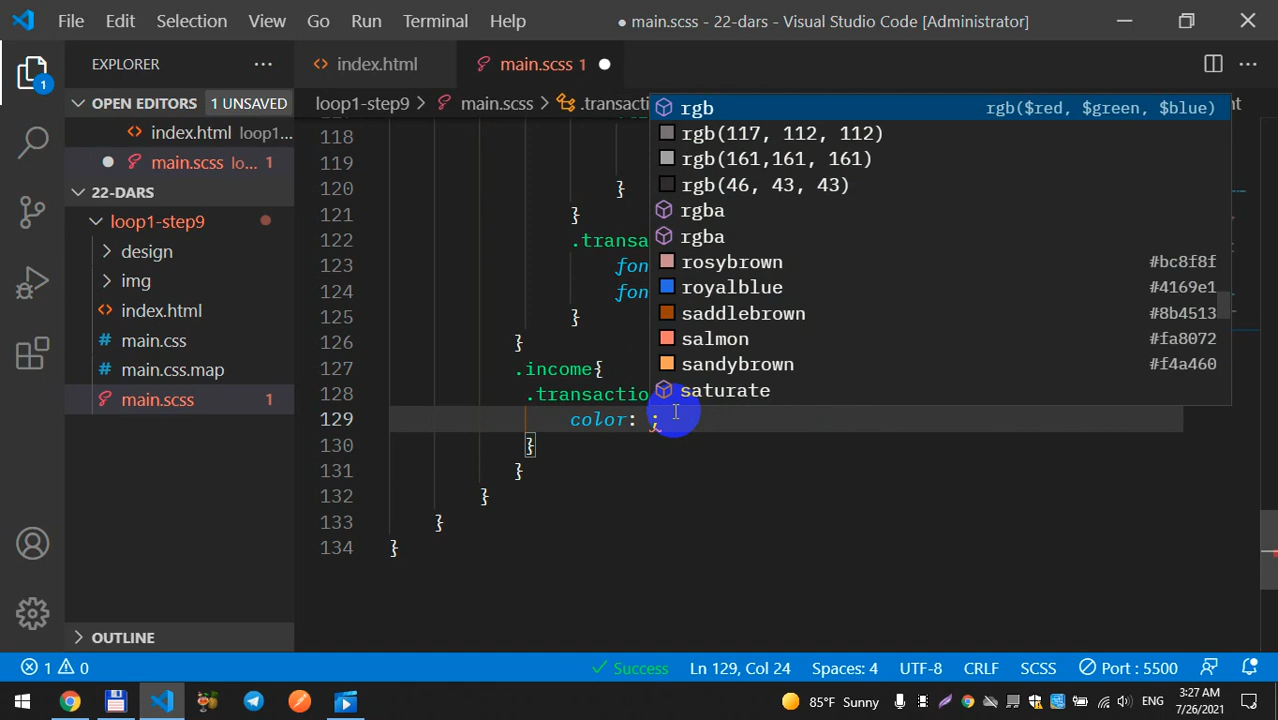 File Edit Selection View Go Run Terminal Help
● main.scss - 22-dars - Visual Studio Code [Administrator]
EXPLORER
index.html
main.scss 1
OPEN EDITORS 1 UNSAVED
loop1-step9 > main.scss >
index.html loop1...
main.scss lo... 1
22-DARS
loop1-step9
design
img
index.html
main.css
main.css.map
main.scss 1
OUTLINE
1
rgb rgb($red, $green, $blue)
rgb(117, 112, 112)
rgb(161,161, 161)
rgb(46, 43, 43)
rgba
rgba
rosybrown #bc8f8f
royalblue #4169e1
saddlebrown #8b4513
salmon #fa8072
sandybrown #f4a460
saturate
118
119
120 }
121 }
122 .transa
123 fon
124 fon
125 }
126 }
127 .income{
128 .transactio
129 color: ;
130 }
131 }
132 }
133 }
134 }
1 0 Success Ln 129, Col 24 Spaces: 4 UTF-8 CRLF SCSS Port : 5500
85°F Sunny ENG 3:27 AM
7/26/2021